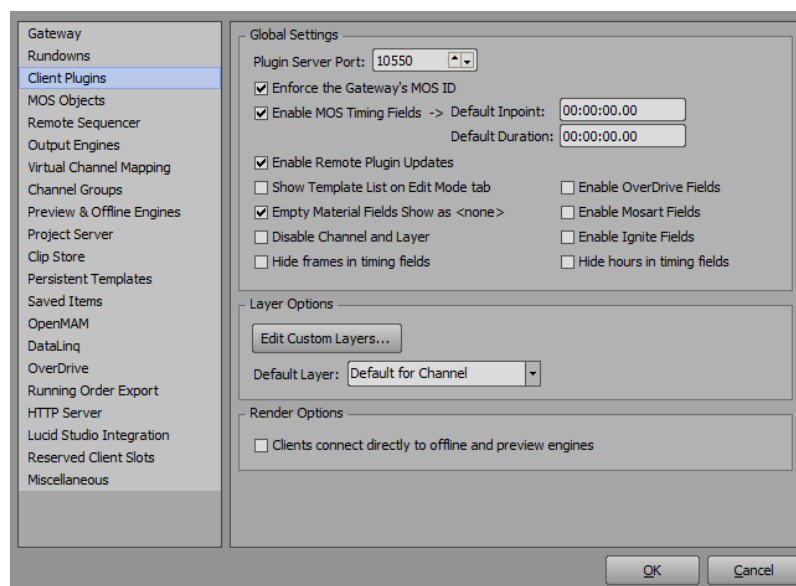 Gateway
Rundowns
Client Plugins
MOS Objects
Remote Sequencer
Output Engines
Virtual Channel Mapping
Channel Groups
Preview & Offline Engines
Project Server
Clip Store
Persistent Templates
Saved Items
OpenMAM
DataLinq
OverDrive
Running Order Export
HTTP Server
Lucid Studio Integration
Reserved Client Slots
Miscellaneous
Global Settings
Plugin Server Port: 10550
Enforce the Gateway's MOS ID
Enable MOS Timing Fields -> Default Inpoint: 00:00:00.00
Default Duration: 00:00:00.00
Enable Remote Plugin Updates
Show Template List on Edit Mode tab Enable OverDrive Fields
Empty Material Fields Show as <none> Enable Mosart Fields
Disable Channel and Layer Enable Ignite Fields
Hide frames in timing fields Hide hours in timing fields
Layer Options
Edit Custom Layers...
Default Layer: Default for Channel
Render Options
Clients connect directly to offline and preview engines
OK Cancel